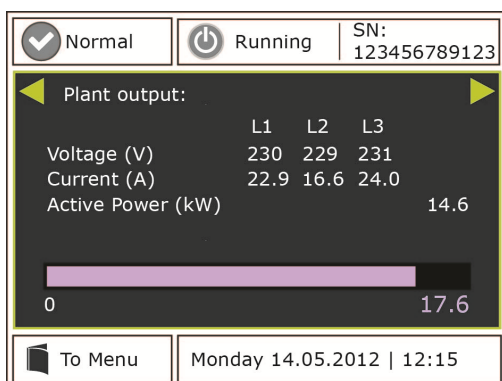 Normal
Running
SN:
123456789123
Plant output:
L1 L2 L3
Voltage (V) 230 229 231
Current (A) 22.9 16.6 24.0
Active Power (kW) 14.6
0 17.6
To Menu
Monday 14.05.2012 | 12:15